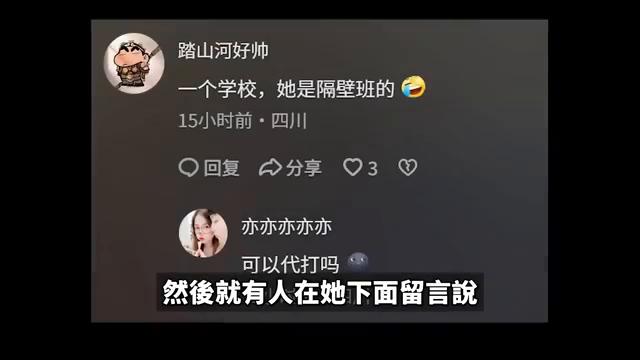 踏山河好帅
一个学校，她是隔壁班的🤣
15小时前·四川
回复 分享 3
亦亦亦亦亦
可以代打吗🌚
然後就有人在她下面留言說